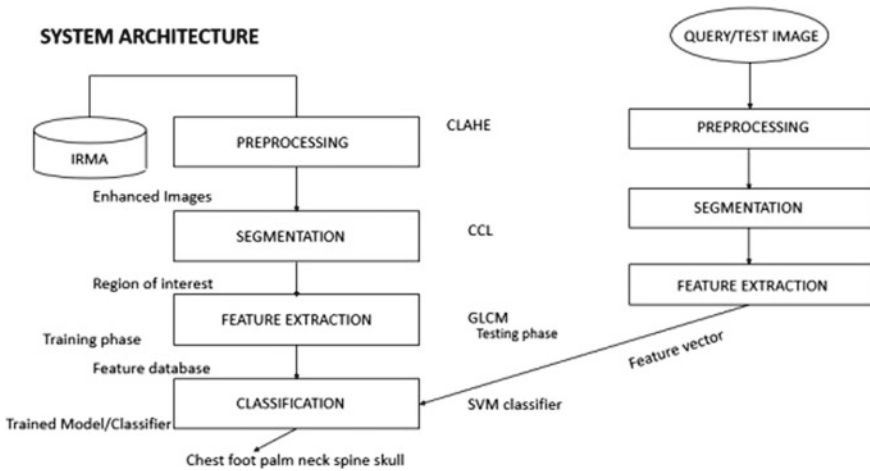 SYSTEM ARCHITECTURE
QUERY/TEST IMAGE
IRMA
PREPROCESSING
CLAHE
PREPROCESSING
Enhanced Images
SEGMENTATION
CCL
SEGMENTATION
Region of interest
FEATURE EXTRACTION
GLCM
Testing phase
FEATURE EXTRACTION
Training phase
Feature vector
Feature database
CLASSIFICATION
SVM classifier
Trained Model/Classifier
Chest foot palm neck spine skull